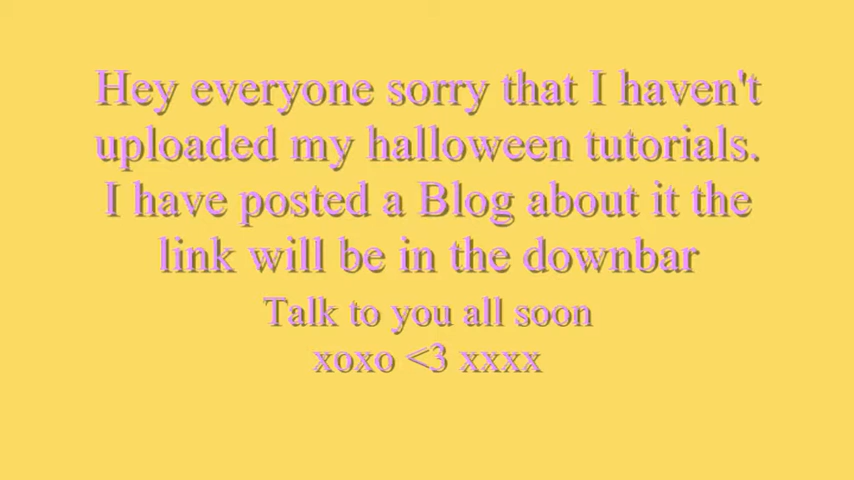 Hey everyone sorry that I haven't
uploaded my halloween tutorials.
I have posted a Blog about it the
link will be in the downbar
Talk to you all soon
xoxo <3 xxxx